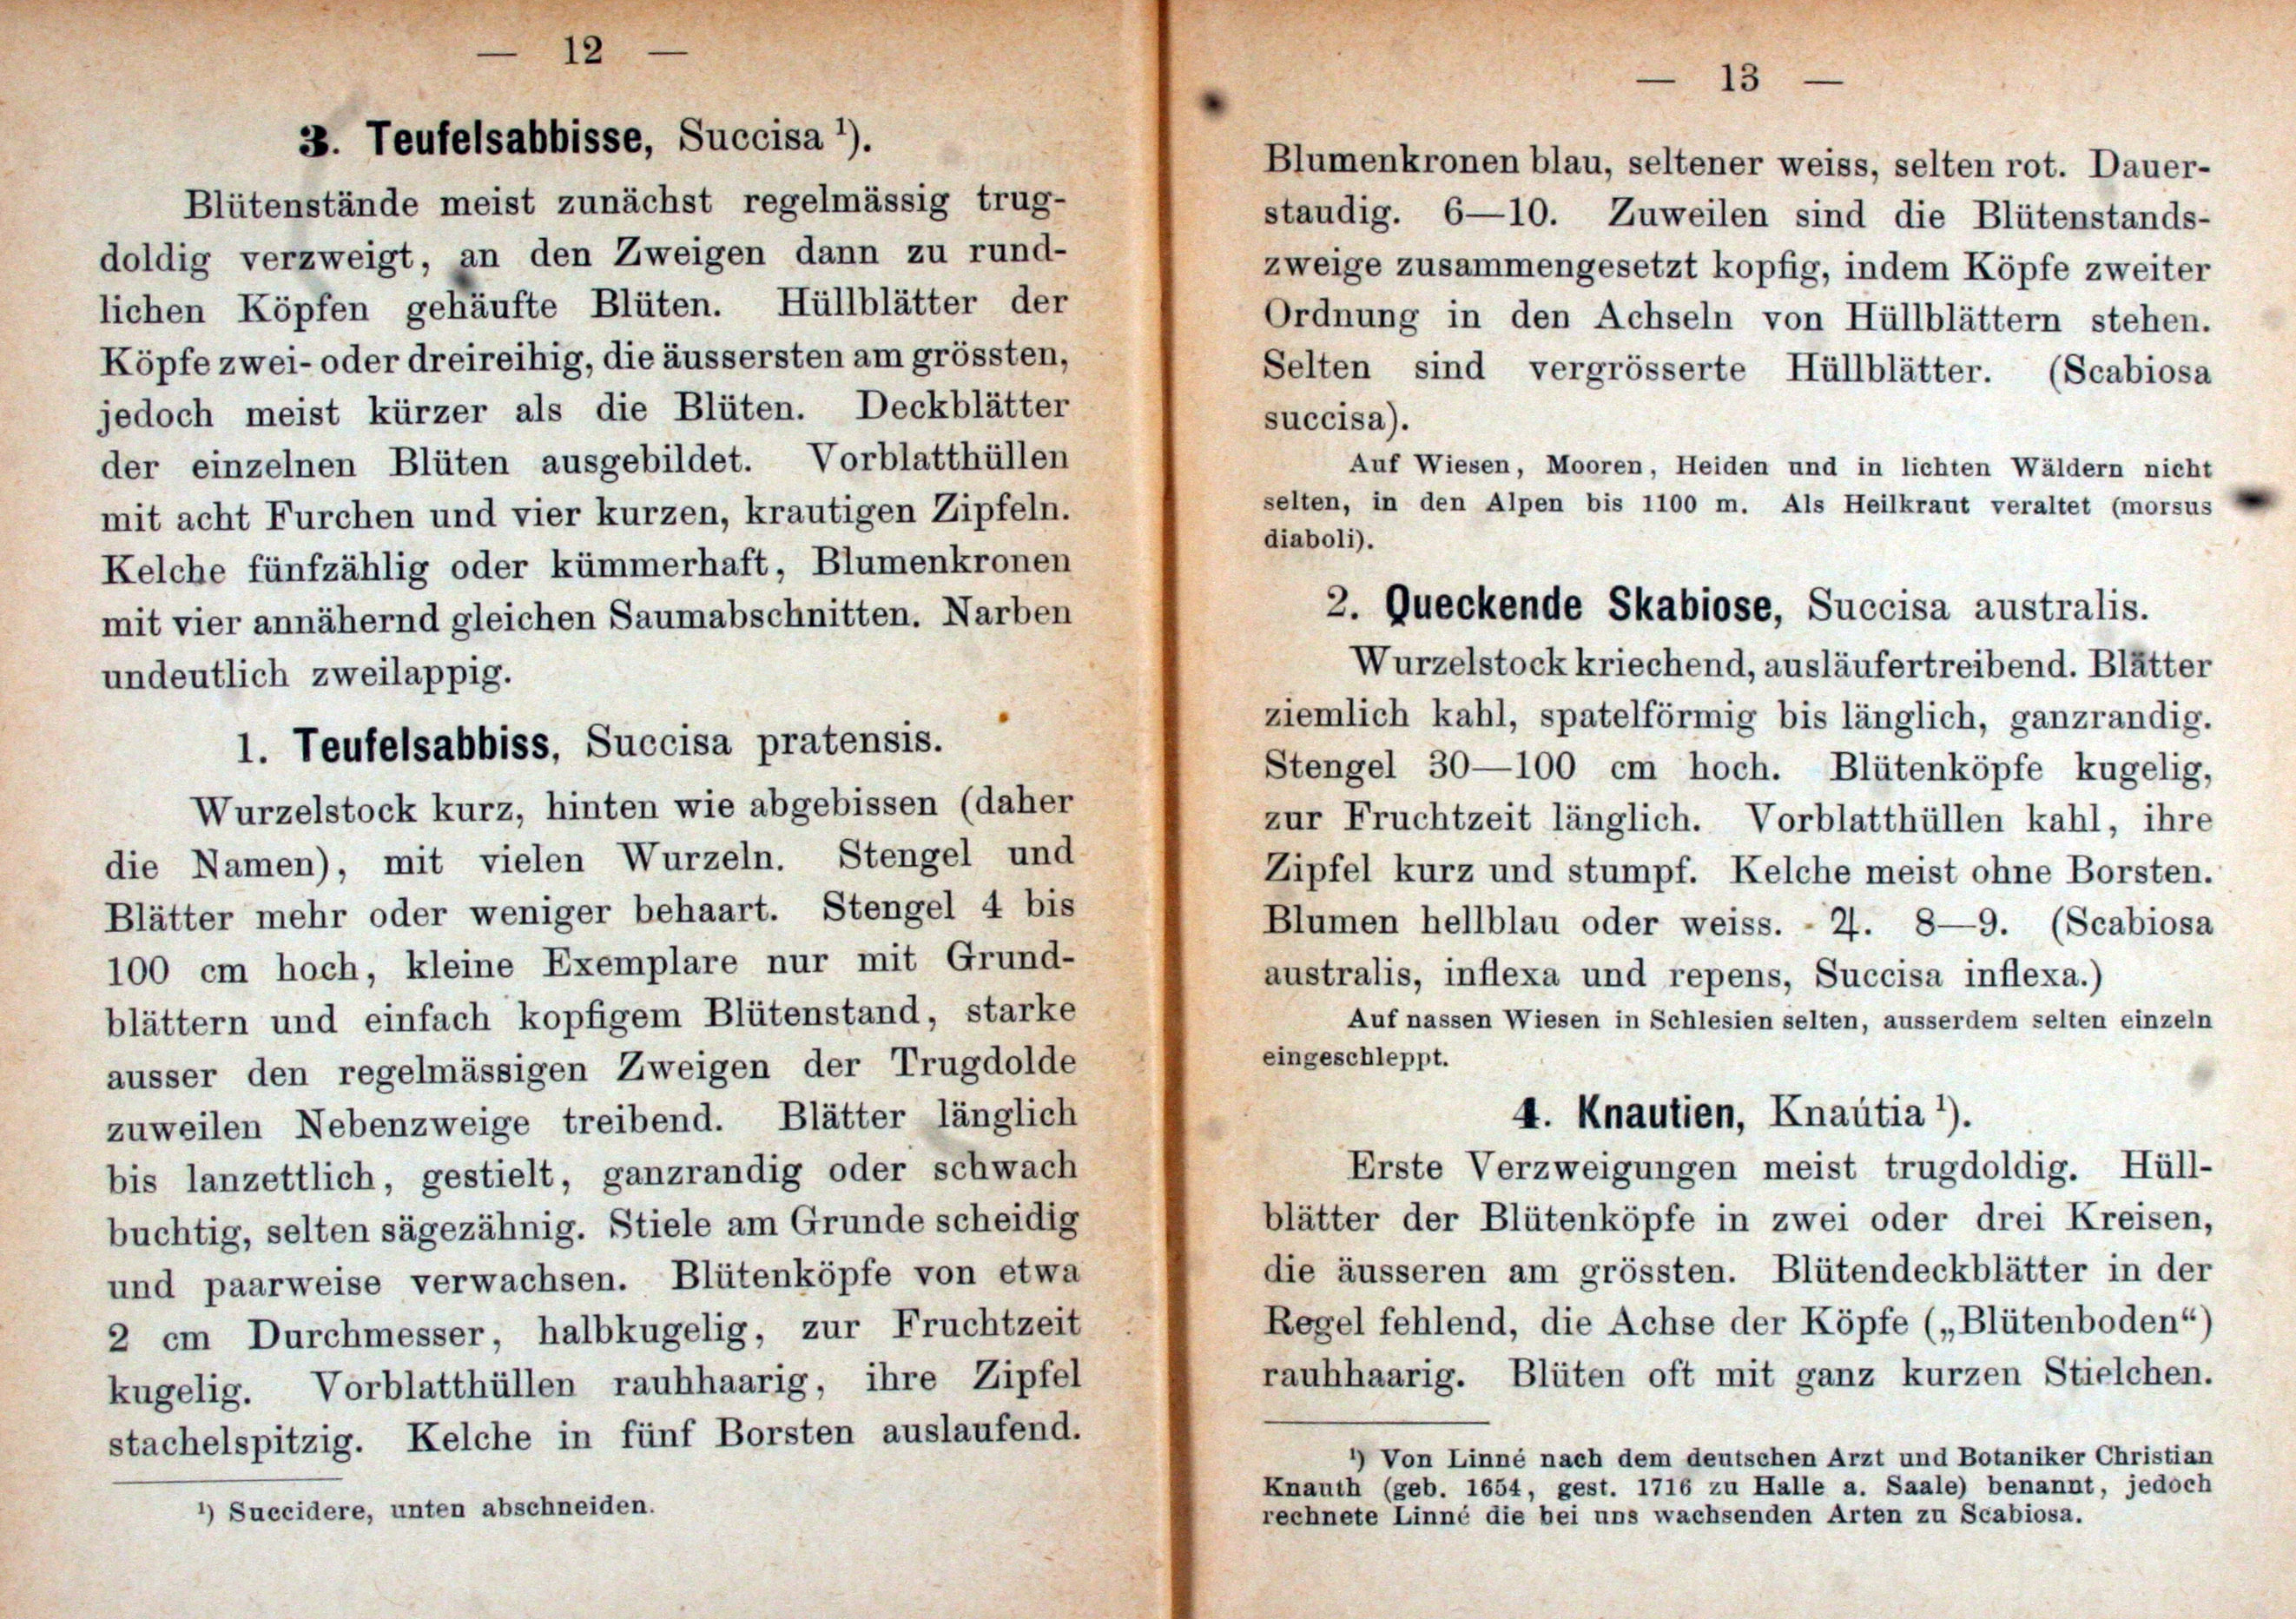 — 12 —
3. Teufelsabbisse, Succisa ¹).
Blütenstände meist zunächst regelmässig trug-
doldig verzweigt, an den Zweigen dann zu rund-
lichen Köpfen gehäufte Blüten. Hüllblätter der
Köpfe zwei- oder dreireihig, die äussersten am grössten,
jedoch meist kürzer als die Blüten. Deckblätter
der einzelnen Blüten ausgebildet. Vorblatthüllen
mit acht Furchen und vier kurzen, krautigen Zipfeln.
Kelche fünfzählig oder kümmerhaft, Blumenkronen
mit vier annähernd gleichen Saumabschnitten. Narben
undeutlich zweilappig.
1. Teufelsabbiss, Succisa pratensis.
Wurzelstock kurz, hinten wie abgebissen (daher
die Namen), mit vielen Wurzeln. Stengel und
Blätter mehr oder weniger behaart. Stengel 4 bis
100 cm hoch, kleine Exemplare nur mit Grund-
blättern und einfach kopfigem Blütenstand, starke
ausser den regelmässigen Zweigen der Trugdolde
zuweilen Nebenzweige treibend. Blätter länglich
bis lanzettlich, gestielt, ganzrandig oder schwach
buchtig, selten sägezähnig. Stiele am Grunde scheidig
und paarweise verwachsen. Blütenköpfe von etwa
2 cm Durchmesser, halbkugelig, zur Fruchtzeit
kugelig. Vorblatthüllen rauhhaarig, ihre Zipfel
stachelspitzig. Kelche in fünf Borsten auslaufend.
¹) Succidere, unten abschneiden.
— 13 —
Blumenkronen blau, seltener weiss, selten rot. Dauer-
staudig. 6—10. Zuweilen sind die Blütenstands-
zweige zusammengesetzt kopfig, indem Köpfe zweiter
Ordnung in den Achseln von Hüllblättern stehen.
Selten sind vergrösserte Hüllblätter. (Scabiosa
succisa).
Auf Wiesen, Mooren, Heiden und in lichten Wäldern nicht
selten, in den Alpen bis 1100 m. Als Heilkraut veraltet (morsus
diaboli).
2. Queckende Skabiose, Succisa australis.
Wurzelstock kriechend, ausläufertreibend. Blätter
ziemlich kahl, spatelförmig bis länglich, ganzrandig.
Stengel 30—100 cm hoch. Blütenköpfe kugelig,
zur Fruchtzeit länglich. Vorblatthüllen kahl, ihre
Zipfel kurz und stumpf. Kelche meist ohne Borsten.
Blumen hellblau oder weiss. ♃. 8—9. (Scabiosa
australis, inflexa und repens, Succisa inflexa.)
Auf nassen Wiesen in Schlesien selten, ausserdem selten einzeln
eingeschleppt.
4. Knautien, Knaútia ¹).
Erste Verzweigungen meist trugdoldig. Hüll-
blätter der Blütenköpfe in zwei oder drei Kreisen,
die äusseren am grössten. Blütendeckblätter in der
Regel fehlend, die Achse der Köpfe („Blütenboden“)
rauhhaarig. Blüten oft mit ganz kurzen Stielchen.
¹) Von Linné nach dem deutschen Arzt und Botaniker Christian
Knauth (geb. 1654, gest. 1716 zu Halle a. Saale) benannt, jedoch
rechnete Linné die bei uns wachsenden Arten zu Scabiosa.